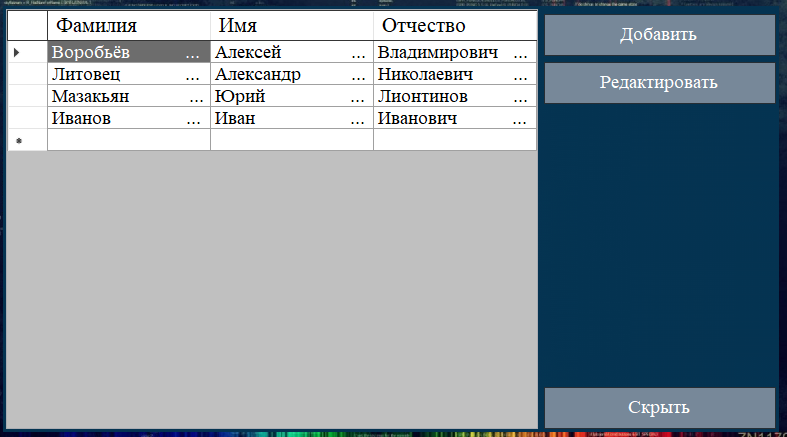 Фамилия Имя Отчество
Воробьёв ... Алексей ... Владимирович ...
Литовец ... Александр ... Николаевич ...
Мазакьян ... Юрий ... Лионтинов ...
Иванов ... Иван ... Иванович ...
Добавить
Редактировать
Скрыть